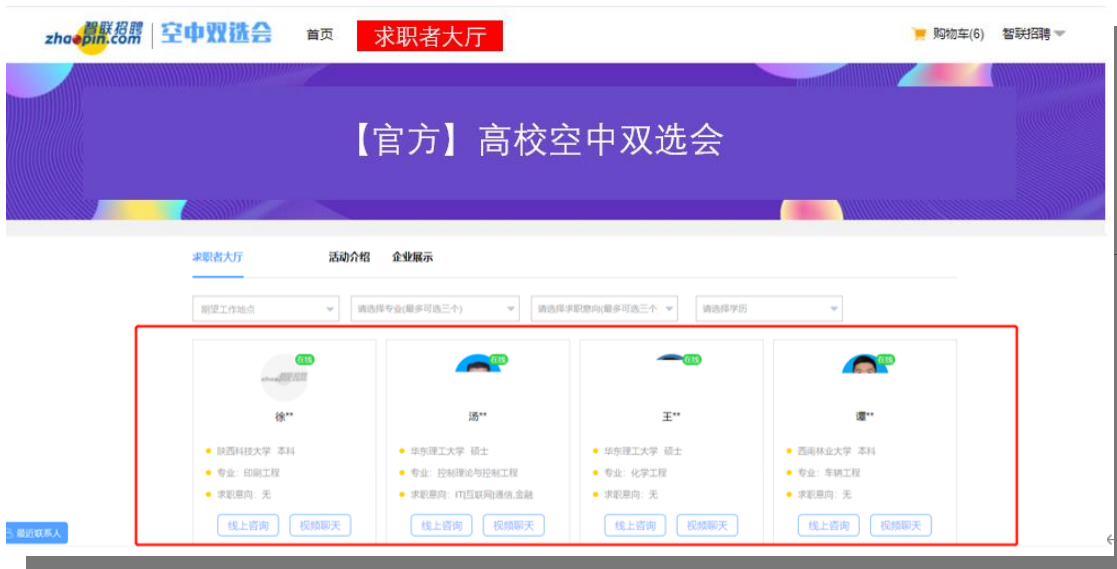 智联招聘
zhaopin.com
空中双选会
首页
求职者大厅
购物车(6)
智联招聘
【官方】高校空中双选会
求职者大厅
活动介绍
企业展示
期望工作地点
请选择专业(最多可选三个)
请选择求职意向(最多可选三个
请选择学历
在线
在线
在线
在线
徐**
汤**
王**
谭**
陕西科技大学 本科
华东理工大学 硕士
华东理工大学 硕士
西南林业大学 本科
专业: 印刷工程
专业: 控制理论与控制工程
专业: 化学工程
专业: 车辆工程
求职意向: 无
求职意向: IT|互联网|通信,金融
求职意向: 无
求职意向: 无
线上咨询
视频聊天
线上咨询
视频聊天
线上咨询
视频聊天
线上咨询
视频聊天
最近联系人